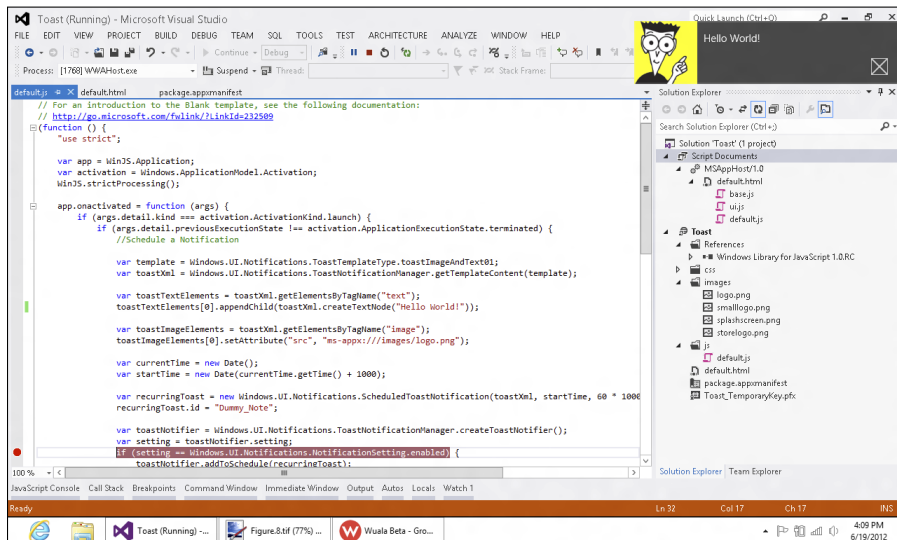 Toast (Running) - Microsoft Visual Studio
Quick Launch (Ctrl+Q)
FILE EDIT VIEW PROJECT BUILD DEBUG TEAM SQL TOOLS TESTS ARCHITECTURE ANALYZE WINDOW HELP
Hello World!
Continue Debug
Process: [1768] WWAHost.exe Suspend Thread: Stack Frame:
default.js default.html package.appxmanifest
// For an introduction to the Blank template, see the following documentation:
// http://go.microsoft.com/fwlink/?LinkId=232509
(function () {
"use strict";
var app = WinJS.Application;
var activation = Windows.ApplicationModel.Activation;
WinJS.strictProcessing();
app.onactivated = function (args) {
if (args.detail.kind === activation.ActivationKind.launch) {
if (args.detail.previousExecutionState !== activation.ApplicationExecutionState.terminated) {
//Schedule a Notification
var template = Windows.UI.Notifications.ToastTemplateType.toastImageAndText01;
var toastXml = Windows.UI.Notifications.ToastNotificationManager.getTemplateContent(template);
var toastTextElements = toastXml.getElementsByTagName("text");
toastTextElements[0].appendChild(toastXml.createTextNode("Hello World!"));
var toastImageElements = toastXml.getElementsByTagName("image");
toastImageElements[0].setAttribute("src", "ms-appx:///images/logo.png");
var currentTime = new Date();
var startTime = new Date(currentTime.getTime() + 1000);
var recurringToast = new Windows.UI.Notifications.ScheduledToastNotification(toastXml, startTime, 60 * 1000
recurringToast.id = "Dummy_Note";
var toastNotifier = Windows.UI.Notifications.ToastNotificationManager.createToastNotifier();
var setting = toastNotifier.setting;
if (setting == Windows.UI.Notifications.NotificationSetting.enabled) {
toastNotifier.addToSchedule(recurringToast);
100 %
Solution Explorer
Search Solution Explorer (Ctrl+;)
Solution 'Toast' (1 project)
Script Documents
MSAppHost/1.0
default.html
base.js
ui.js
default.js
Toast
References
Windows Library for JavaScript 1.0.RC
css
images
logo.png
smalllogo.png
splashscreen.png
storelogo.png
js
default.js
default.html
package.appxmanifest
Toast_TemporaryKey.pfx
Solution Explorer Team Explorer
JavaScript Console Call Stack Breakpoints Command Window Immediate Window Output Autos Locals Watch 1
Ready Ln 32 Col 17 Ch 17 INS
Toast (Running) -... Figure.8.tif (77%) ... Wuala Beta - Gro...
4:09 PM
6/19/2012